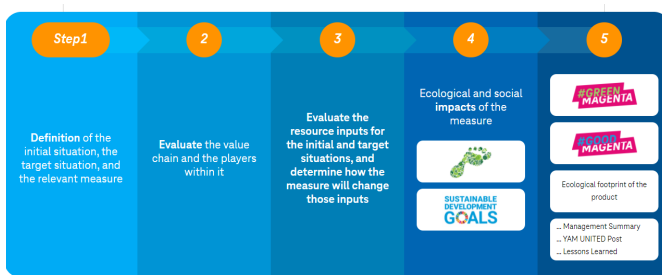 Step1
2
3
4
5
Definition of the
initial situation, the
target situation, and
the relevant measure
Evaluate the value
chain and the players
within it
Evaluate the
resource inputs for
the initial and target
situations, and
determine how the
measure will change
those inputs
Ecological and social
impacts of the
measure
SUSTAINABLE
DEVELOPMENT
GOALS
#GREEN
MAGENTA
#GOOD
MAGENTA
Ecological footprint of the
product
... Management Summary
... YAM UNITED Post
... Lessons Learned